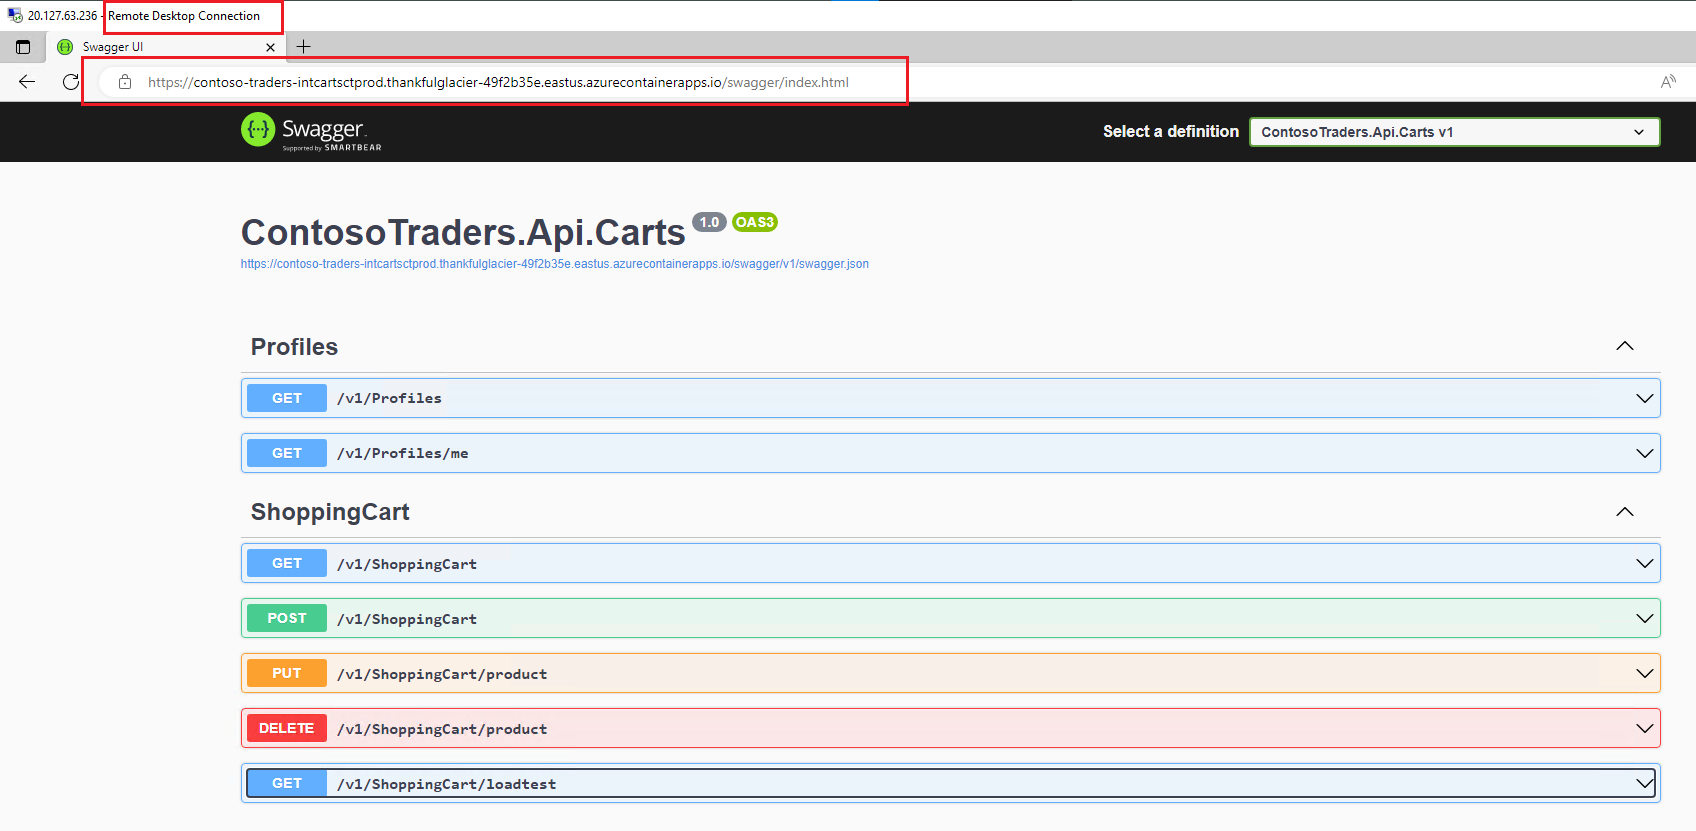 20.127.63.236 - Remote Desktop Connection
Swagger UI
https://contoso-traders-intcartsctprod.thankfulglacier-49f2b35e.eastus.azurecontainerapps.io/swagger/index.html
Swagger
Supported by SMARTBEAR
Select a definition
ContosoTraders.Api.Carts v1
ContosoTraders.Api.Carts 1.0 OAS3
https://contoso-traders-intcartsctprod.thankfulglacier-49f2b35e.eastus.azurecontainerapps.io/swagger/v1/swagger.json
Profiles
GET /v1/Profiles
GET /v1/Profiles/me
ShoppingCart
GET /v1/ShoppingCart
POST /v1/ShoppingCart
PUT /v1/ShoppingCart/product
DELETE /v1/ShoppingCart/product
GET /v1/ShoppingCart/loadtest